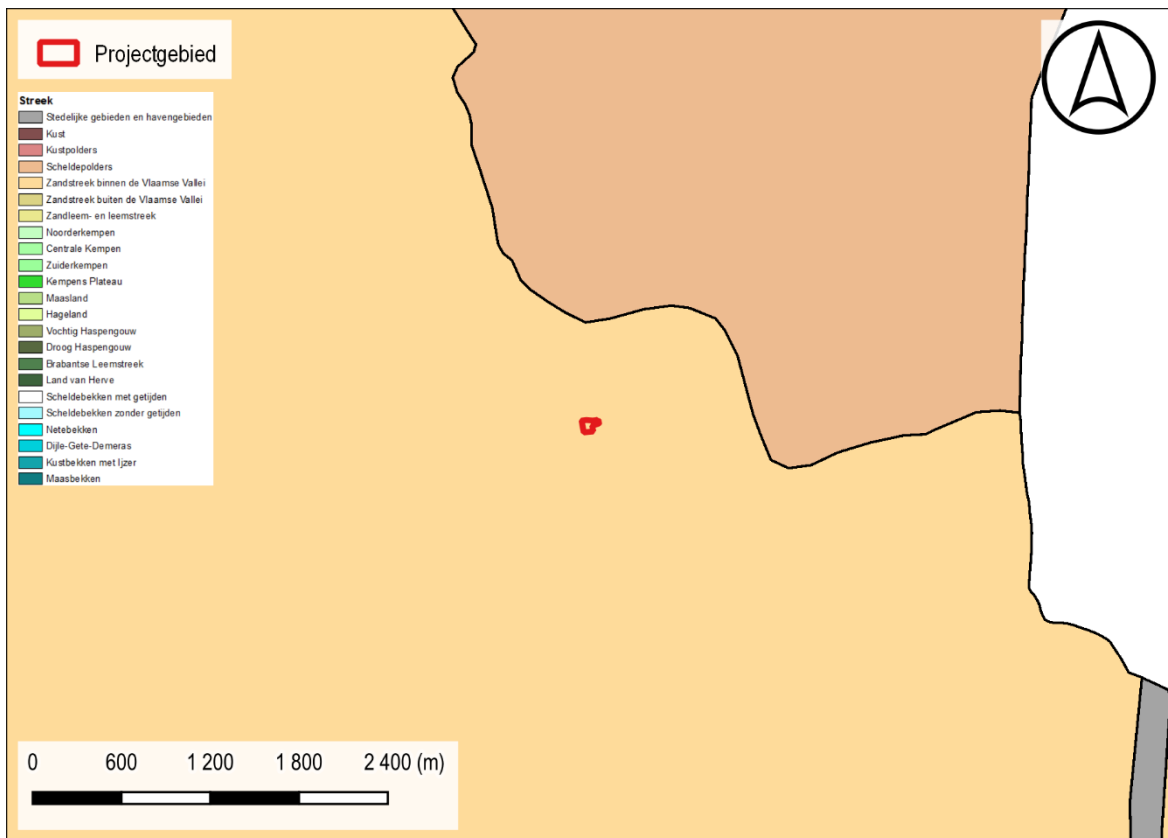 Projectgebied
Streek
Stedelijke gebieden en havengebieden
Kust
Kustpolders
Scheldepolders
Zandstreek binnen de Vlaamse Vallei
Zandstreek buiten de Vlaamse Vallei
Zandleem- en leemstreek
Noorderkempen
Centrale Kempen
Zuiderkempen
Kempens Plateau
Maasland
Hageland
Vochtig Haspengouw
Droog Haspengouw
Brabantse Leemstreek
Land van Herve
Scheldebekken met getijden
Scheldebekken zonder getijden
Netebekken
Dijle-Gete-Demeras
Kustbekken met Ijzer
Maasbekken
0 600 1 200 1 800 2 400 (m)